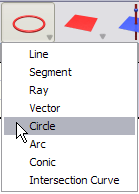 Line
Segment
Ray
Vector
Circle
Arc
Conic
Intersection Curve